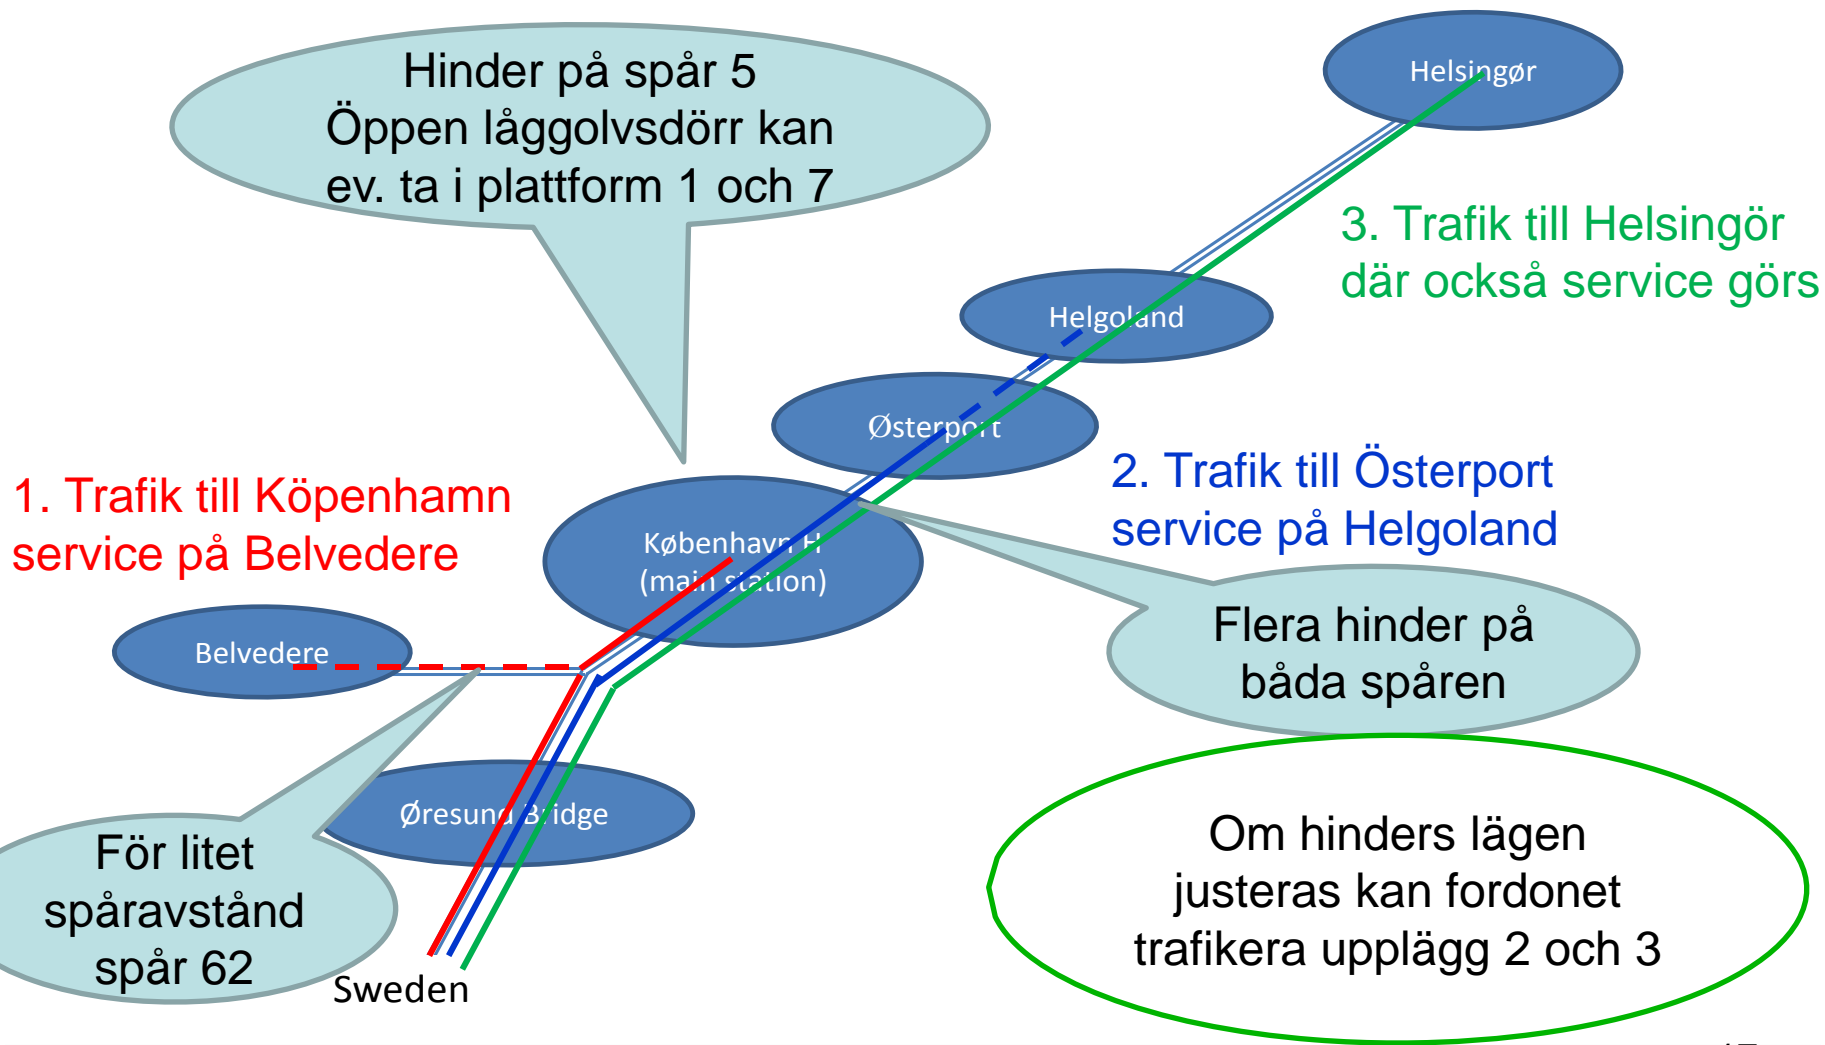 Helsingør
Hinder på spår 5
Öppen låggolvsdörr kan
ev. ta i plattform 1 och 7
3. Trafik till Helsingör
där också service görs
Helgoland
Østerport
1. Trafik till Köpenhamn
service på Belvedere
2. Trafik till Österport
service på Helgoland
København H
(main station)
Belvedere
Flera hinder på
båda spåren
Øresund Bridge
För litet
spåravstånd
spår 62
Om hinders lägen
justeras kan fordonet
trafikera upplägg 2 och 3
Sweden